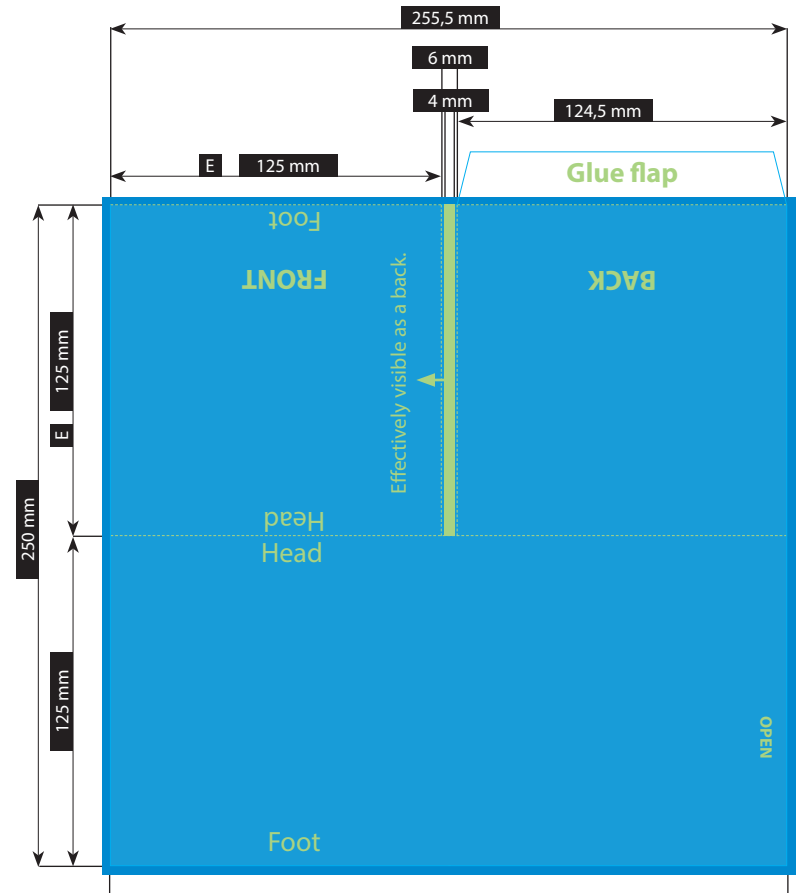 255,5 mm
6 mm
4 mm
124,5 mm
E 125 mm
Glue flap
Foot
FRONT
BACK
Effectively visible as a back.
125 mm
E
Head
Head
250 mm
125 mm
OPEN
Foot